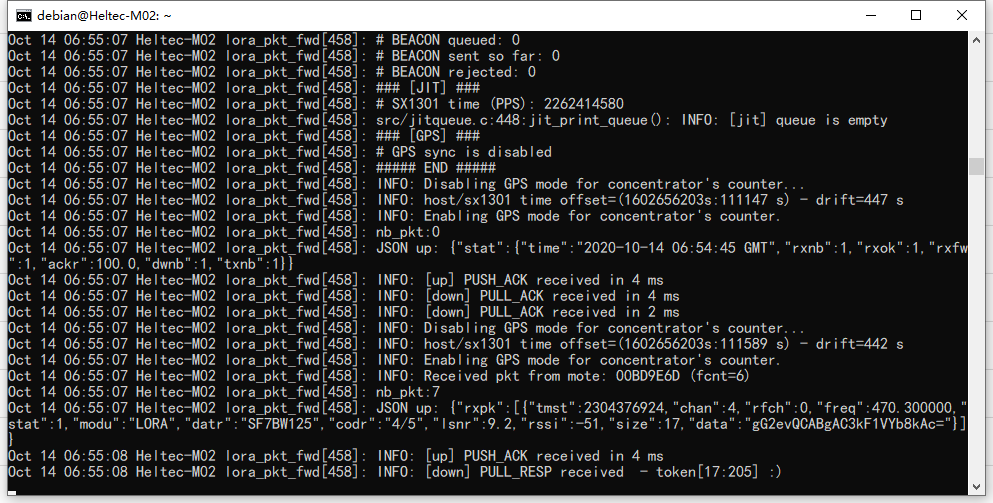 debian@Heltec-M02: ~
Oct 14 06:55:07 Heltec-M02 lora_pkt_fwd[458]: # BEACON queued: 0
Oct 14 06:55:07 Heltec-M02 lora_pkt_fwd[458]: # BEACON sent so far: 0
Oct 14 06:55:07 Heltec-M02 lora_pkt_fwd[458]: # BEACON rejected: 0
Oct 14 06:55:07 Heltec-M02 lora_pkt_fwd[458]: ### [JIT] ###
Oct 14 06:55:07 Heltec-M02 lora_pkt_fwd[458]: # SX1301 time (PPS): 2262414580
Oct 14 06:55:07 Heltec-M02 lora_pkt_fwd[458]: src/jitqueue.c:448:jit_print_queue(): INFO: [jit] queue is empty
Oct 14 06:55:07 Heltec-M02 lora_pkt_fwd[458]: ### [GPS] ###
Oct 14 06:55:07 Heltec-M02 lora_pkt_fwd[458]: # GPS sync is disabled
Oct 14 06:55:07 Heltec-M02 lora_pkt_fwd[458]: ##### END #####
Oct 14 06:55:07 Heltec-M02 lora_pkt_fwd[458]: INFO: Disabling GPS mode for concentrator's counter...
Oct 14 06:55:07 Heltec-M02 lora_pkt_fwd[458]: INFO: host/sx1301 time offset=(1602656203s:111147 s) - drift=447 s
Oct 14 06:55:07 Heltec-M02 lora_pkt_fwd[458]: INFO: Enabling GPS mode for concentrator's counter.
Oct 14 06:55:07 Heltec-M02 lora_pkt_fwd[458]: nb_pkt:0
Oct 14 06:55:07 Heltec-M02 lora_pkt_fwd[458]: JSON up: {"stat":{"time":"2020-10-14 06:54:45 GMT","rxnb":1,"rxok":1,"rxfw
":1,"ackr":100.0,"dwnb":1,"txnb":1}}
Oct 14 06:55:07 Heltec-M02 lora_pkt_fwd[458]: INFO: [up] PUSH_ACK received in 4 ms
Oct 14 06:55:07 Heltec-M02 lora_pkt_fwd[458]: INFO: [down] PULL_ACK received in 4 ms
Oct 14 06:55:07 Heltec-M02 lora_pkt_fwd[458]: INFO: [down] PULL_ACK received in 2 ms
Oct 14 06:55:07 Heltec-M02 lora_pkt_fwd[458]: INFO: Disabling GPS mode for concentrator's counter...
Oct 14 06:55:07 Heltec-M02 lora_pkt_fwd[458]: INFO: host/sx1301 time offset=(1602656203s:111589 s) - drift=442 s
Oct 14 06:55:07 Heltec-M02 lora_pkt_fwd[458]: INFO: Enabling GPS mode for concentrator's counter.
Oct 14 06:55:07 Heltec-M02 lora_pkt_fwd[458]: INFO: Received pkt from mote: 00BD9E6D (fcnt=6)
Oct 14 06:55:07 Heltec-M02 lora_pkt_fwd[458]: nb_pkt:7
Oct 14 06:55:07 Heltec-M02 lora_pkt_fwd[458]: JSON up: {"rxpk":[{"tmst":2304376924,"chan":4,"rfch":0,"freq":470.300000,"
stat":1,"modu":"LORA","datr":"SF7BW125","codr":"4/5","lsnr":9.2,"rssi":-51,"size":17,"data":"gG2evQCABgAC3kF1VYb8kAc="}]
}
Oct 14 06:55:08 Heltec-M02 lora_pkt_fwd[458]: INFO: [up] PUSH_ACK received in 4 ms
Oct 14 06:55:08 Heltec-M02 lora_pkt_fwd[458]: INFO: [down] PULL_RESP received  - token[17:205] :)